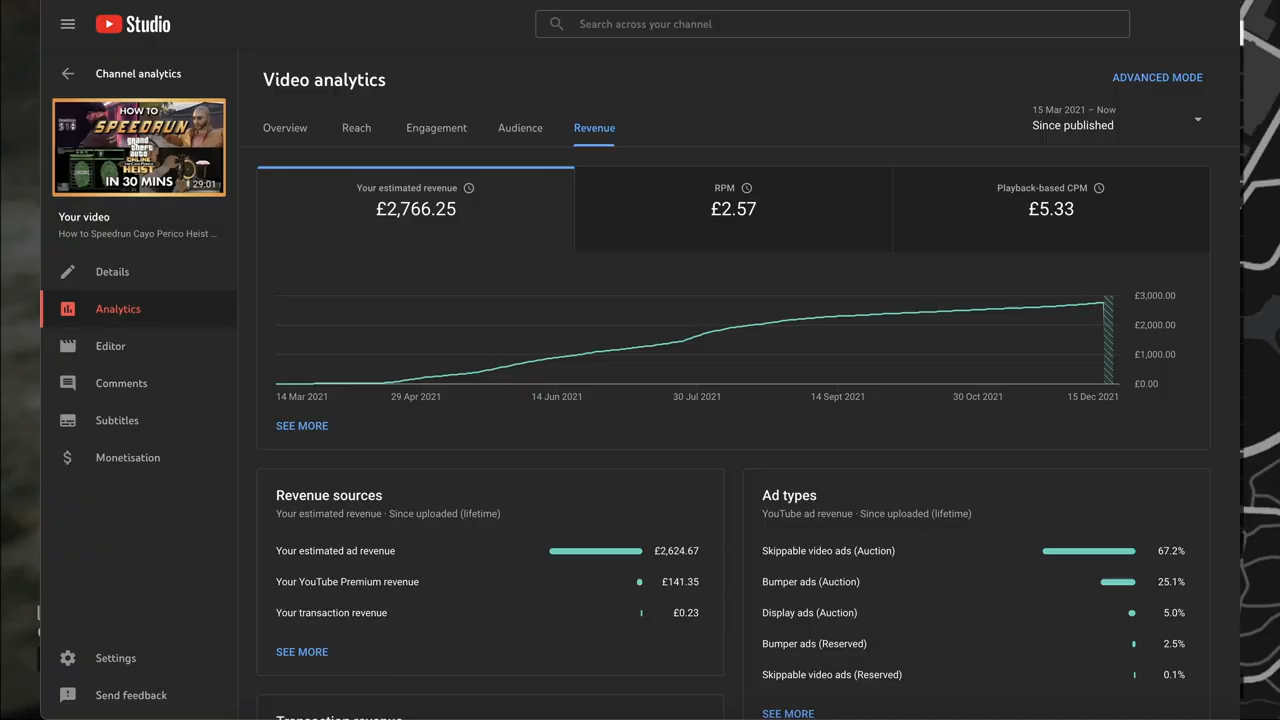 Studio
Search across your channel
Channel analytics
HOW TO
SPEEDRUN
grand
theft
auto
ONLINE
HEIST
IN 30 MINS
29:01
Your video
How to Speedrun Cayo Perico Heist ...
Details
Analytics
Editor
Comments
Subtitles
Monetisation
Settings
Send feedback
Video analytics
ADVANCED MODE
Overview
Reach
Engagement
Audience
Revenue
15 Mar 2021 – Now
Since published
Your estimated revenue
£2,766.25
RPM
£2.57
Playback-based CPM
£5.33
£3,000.00
£2,000.00
£1,000.00
£0.00
14 Mar 2021
29 Apr 2021
14 Jun 2021
30 Jul 2021
14 Sept 2021
30 Oct 2021
15 Dec 2021
SEE MORE
Revenue sources
Your estimated revenue · Since uploaded (lifetime)
Your estimated ad revenue £2,624.67
Your YouTube Premium revenue £141.35
Your transaction revenue £0.23
SEE MORE
Ad types
YouTube ad revenue · Since uploaded (lifetime)
Skippable video ads (Auction) 67.2%
Bumper ads (Auction) 25.1%
Display ads (Auction) 5.0%
Bumper ads (Reserved) 2.5%
Skippable video ads (Reserved) 0.1%
SEE MORE
Transaction revenue